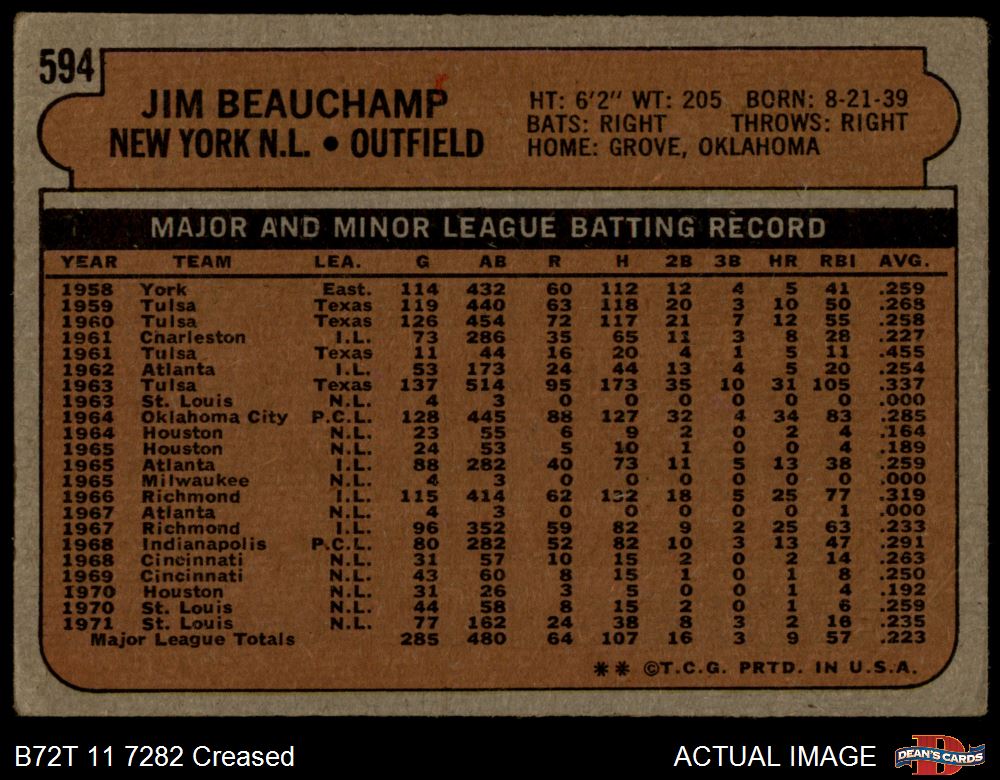 594
JIM BEAUCHAMP
NEW YORK N.L. • OUTFIELD
HT: 6'2" WT: 205 BORN: 8-21-39
BATS: RIGHT THROWS: RIGHT
HOME: GROVE, OKLAHOMA
MAJOR AND MINOR LEAGUE BATTING RECORD
YEAR TEAM LEA. G AB R H 2B 3B HR RBI AVG.
1958 York East. 114 432 60 112 12 4 5 41 .259
1959 Tulsa Texas 119 440 63 118 20 3 10 50 .268
1960 Tulsa Texas 126 454 72 117 21 7 12 55 .258
1961 Charleston I.L. 73 286 35 65 11 3 8 28 .227
1961 Tulsa Texas 11 44 16 20 4 1 5 11 .455
1962 Atlanta I.L. 53 173 24 44 13 4 5 20 .254
1963 Tulsa Texas 137 514 95 173 35 10 31 105 .337
1963 St. Louis N.L. 4 3 0 0 0 0 0 0 .000
1964 Oklahoma City P.C.L. 128 445 88 127 32 4 34 83 .285
1964 Houston N.L. 23 55 6 9 2 0 2 4 .164
1965 Houston N.L. 24 53 5 10 1 0 0 4 .189
1965 Atlanta I.L. 88 282 40 73 11 5 13 38 .259
1965 Milwaukee N.L. 4 3 0 0 0 0 0 0 .000
1966 Richmond I.L. 115 414 62 132 18 5 25 77 .319
1967 Atlanta N.L. 4 3 0 0 0 0 0 1 .000
1967 Richmond I.L. 96 352 59 82 9 2 25 63 .233
1968 Indianapolis P.C.L. 80 282 52 82 10 3 13 47 .291
1968 Cincinnati N.L. 31 57 10 15 2 0 2 14 .263
1969 Cincinnati N.L. 43 60 8 15 1 0 1 8 .250
1970 Houston N.L. 31 26 3 5 0 0 1 4 .192
1970 St. Louis N.L. 44 58 8 15 2 0 1 6 .259
1971 St. Louis N.L. 77 162 24 38 8 3 2 16 .235
Major League Totals 285 480 64 107 16 3 9 57 .223
** ©T.C.G. PRTD. IN U.S.A.
B72T 11 7282 Creased
ACTUAL IMAGE
DEAN'S CARDS